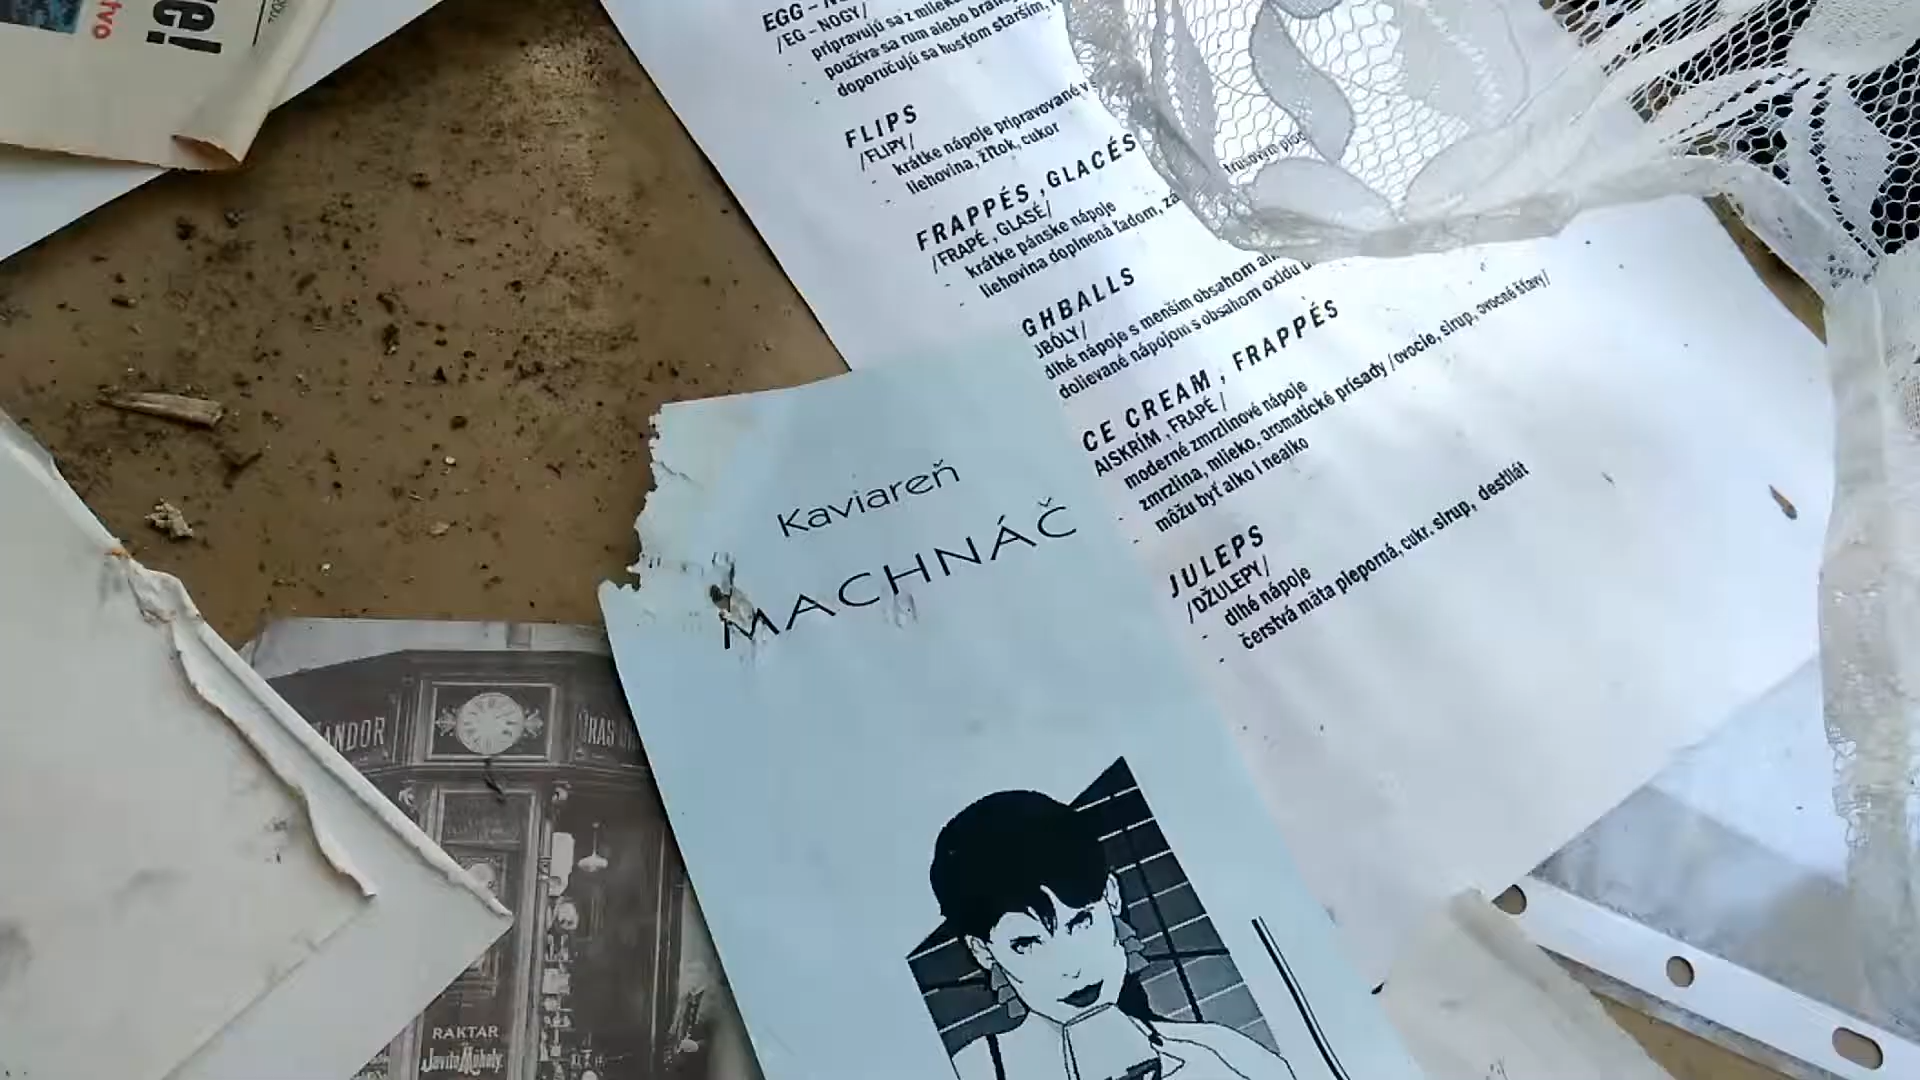 tvo
EGG –
/EG – NOGY/
pripravujú sa z
používa sa rum alebo
doporučujú sa hosťom starším,
FLIPS
/FLIPY/
- krátke nápoje pripravované v
- liehovina, žĺtok, cukor
FRAPPÉS , GLACÉS
/FRAPÉ , GLASÉ/
- krátke pánske nápoje
- liehovina doplnená ľadom,
GHBALLS
JBÓLY/
dlhé nápoje s menším obsahom
dolievané nápojom s obsahom oxidu
CE CREAM , FRAPPÉS
AISKRÍM , FRAPÉ /
moderné zmrzlinové nápoje
zmrzlina, mlieko, aromatické prísady /ovocie, sirup, ovocné šťavy/
- môžu byť alko i nealko
JULEPS
/DŽULEPY/
- dlhé nápoje
- čerstvá mäta pieporná, cukr. sirup, destilát
Kaviareň
MACHNÁČ
ANDOR
RAKTAR